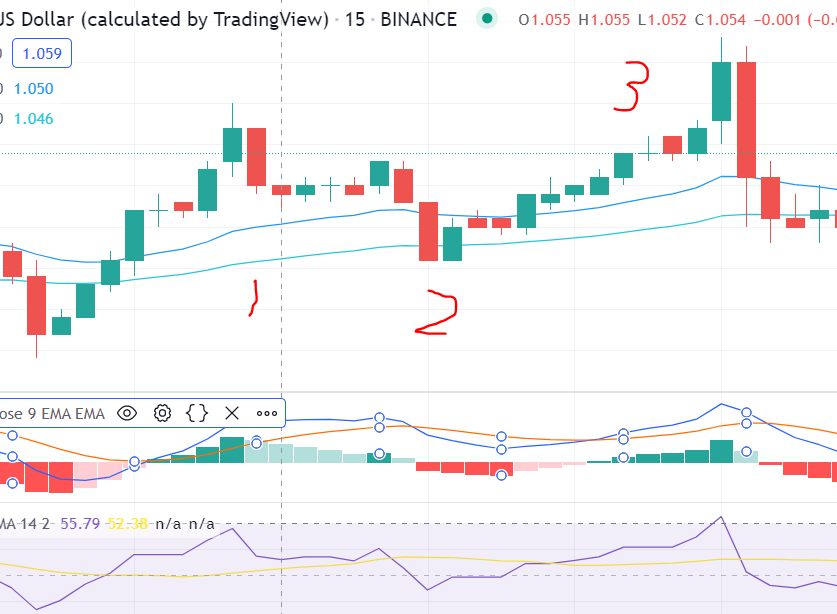 US Dollar (calculated by TradingView) · 15 · BINANCE O1.055 H1.055 L1.052 C1.054 −0.001 (−0.
1.059
0 1.050
0 1.046
3
1
2
ose 9 EMA EMA
MA 14 2 55.79 52.38 n/a n/a